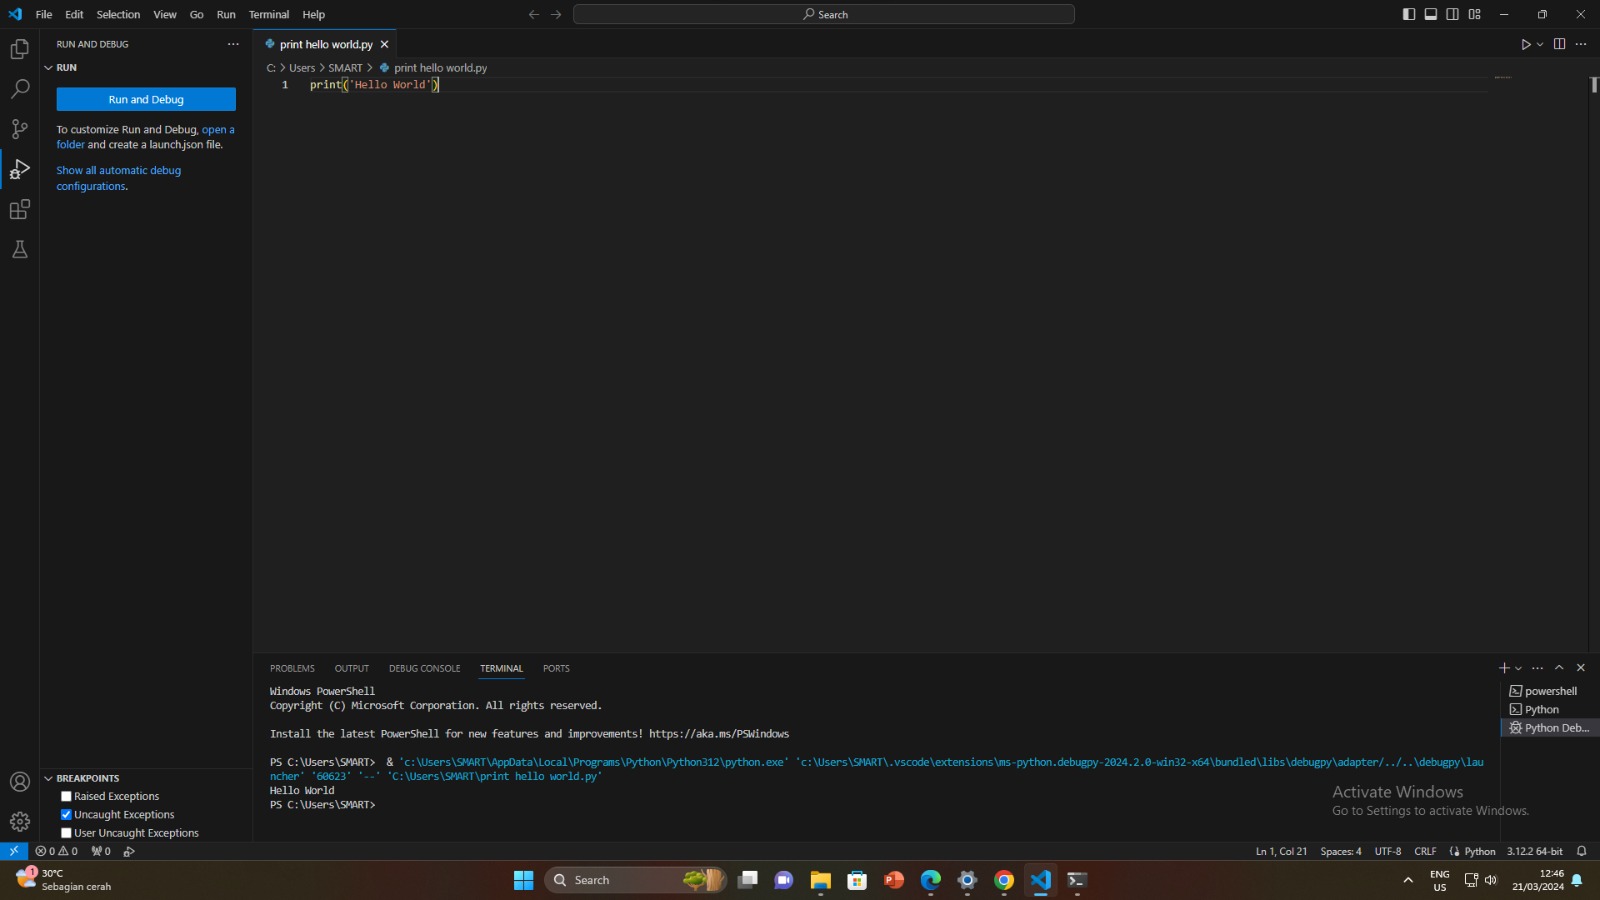 File Edit Selection View Go Run Terminal Help
Search
RUN AND DEBUG
RUN
Run and Debug
To customize Run and Debug, open a
folder and create a launch.json file.
Show all automatic debug
configurations.
print hello world.py
C: > Users > SMART > print hello world.py
1 print('Hello World')
PROBLEMS OUTPUT DEBUG CONSOLE TERMINAL PORTS
Windows PowerShell
Copyright (C) Microsoft Corporation. All rights reserved.
Install the latest PowerShell for new features and improvements! https://aka.ms/PSWindows
PS C:\Users\SMART>  & 'c:\Users\SMART\AppData\Local\Programs\Python\Python312\python.exe' 'c:\Users\SMART\.vscode\extensions\ms-python.debugpy-2024.2.0-win32-x64\bundled\libs\debugpy\adapter/../..\debugpy\lau
ncher' '60623' '--' 'C:\Users\SMART\print hello world.py'
Hello World
PS C:\Users\SMART>
powershell
Python
Python Deb...
Activate Windows
Go to Settings to activate Windows.
BREAKPOINTS
Raised Exceptions
Uncaught Exceptions
User Uncaught Exceptions
0 0 0
Ln 1, Col 21 Spaces: 4 UTF-8 CRLF Python 3.12.2 64-bit
1
30°C
Sebagian cerah
Search
ENG
US
12:46
21/03/2024